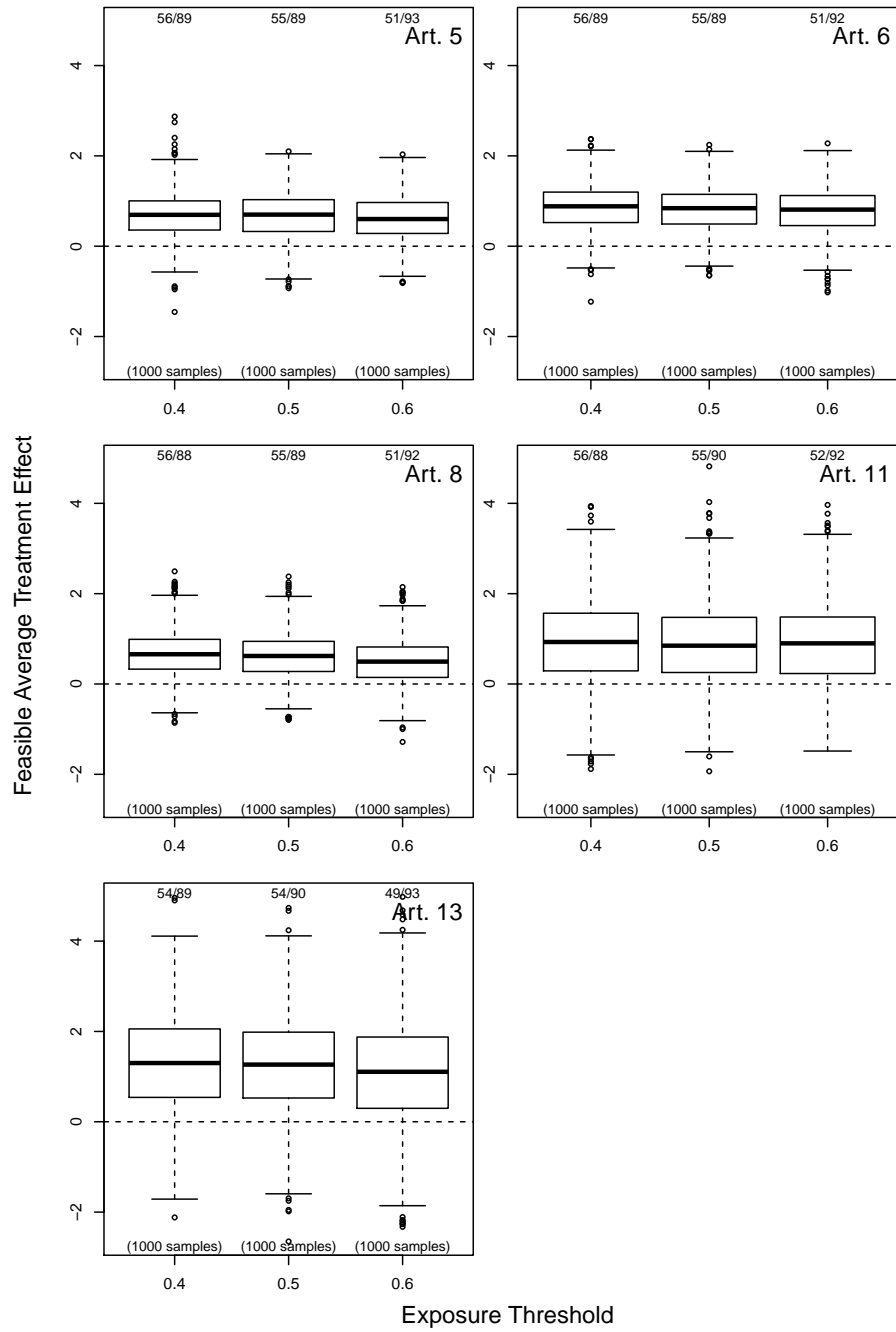 56/89 55/89 51/93
Art. 5
4
2
0
−2
(1000 samples) (1000 samples) (1000 samples)
0.4 0.5 0.6
56/89 55/89 51/92
Art. 6
4
2
0
−2
(1000 samples) (1000 samples) (1000 samples)
0.4 0.5 0.6
Feasible Average Treatment Effect
56/88 55/89 51/92
Art. 8
4
2
0
−2
(1000 samples) (1000 samples) (1000 samples)
0.4 0.5 0.6
56/88 55/90 52/92
Art. 11
4
2
0
−2
(1000 samples) (1000 samples) (1000 samples)
0.4 0.5 0.6
54/89 54/90 49/93
Art. 13
4
2
0
−2
(1000 samples) (1000 samples) (1000 samples)
0.4 0.5 0.6
Exposure Threshold